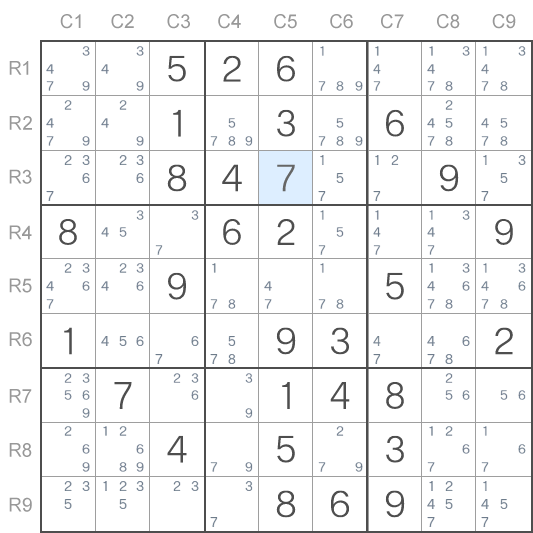 C1 C2 C3 C4 C5 C6 C7 C8 C9
R1 3 4 7 9 3 4 9 5 2 6 1 7 8 9 1 4 7 1 3 4 7 8 1 3 4 7 8
R2 2 4 7 9 2 4 9 1 5 7 8 9 3 5 7 8 9 6 2 4 5 7 8 4 5 7 8
R3 2 3 6 7 2 3 6 8 4 7 1 5 7 1 2 7 9 1 3 5 7
R4 8 3 4 5 3 7 6 2 1 5 7 1 4 7 1 3 4 7 9
R5 2 3 4 6 7 2 3 4 6 9 1 7 8 4 7 1 7 8 5 1 3 4 6 7 8 1 3 4 6 7 8
R6 1 4 5 6 6 7 5 7 8 9 3 4 7 4 6 7 8 2
R7 2 3 5 6 9 7 2 3 6 3 9 1 4 8 2 5 6 5 6
R8 2 6 9 1 2 6 8 9 4 7 9 5 2 7 9 3 1 2 6 7 1 6 7
R9 2 3 5 1 2 3 5 2 3 3 7 8 6 9 1 2 4 5 7 1 4 5 7